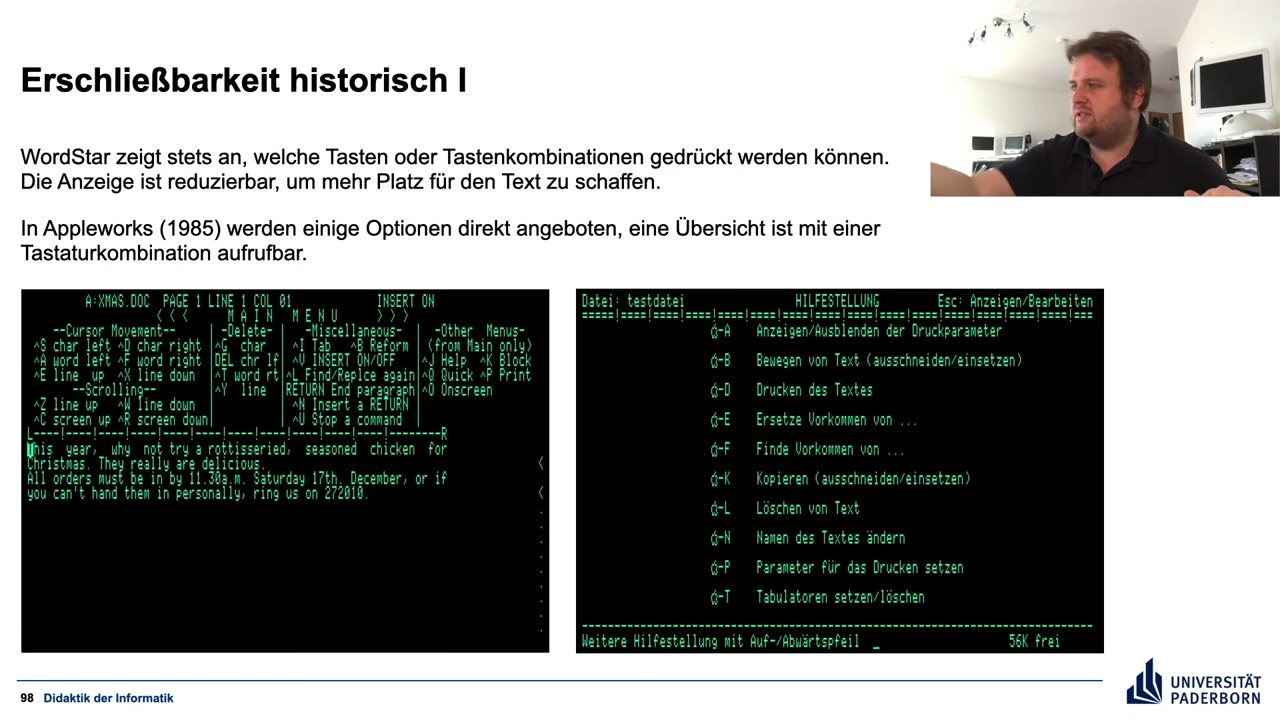 Erschließbarkeit historisch I
WordStar zeigt stets an, welche Tasten oder Tastenkombinationen gedrückt werden können.
Die Anzeige ist reduzierbar, um mehr Platz für den Text zu schaffen.
In Appleworks (1985) werden einige Optionen direkt angeboten, eine Übersicht ist mit einer
Tastaturkombination aufrufbar.
A:XMAS.DOC PAGE 1 LINE 1 COL 01 INSERT ON
< < < M A I N M E N U > > >
--Cursor Movement-- | -Delete- | -Miscellaneous- | -Other Menus-
^S char left ^D char right |^G char | ^I Tab ^B Reform | (from Main only)
^A word left ^F word right |DEL chr lf| ^V INSERT ON/OFF |^J Help ^K Block
^E line up ^X line down |^T word rt|^L Find/Replce again|^Q Quick ^P Print
--Scrolling-- |^Y line |RETURN End paragraph|^O Onscreen
^Z line up ^W line down | | ^N Insert a RETURN |
^C screen up ^R screen down| | ^U Stop a command |
L----!----!----!----!----!----!----!----!----!----!--------R
This year, why not try a rottisseried, seasoned chicken for
Christmas. They really are delicious. <
All orders must be in by 11.30a.m. Saturday 17th. December, or if
you can't hand them in personally, ring us on 272010. <
Datei: testdatei HILFESTELLUNG Esc: Anzeigen/Bearbeiten
=====!====!====!====!====!====!====!====!====!====!====!====!====!====!====!===
-A Anzeigen/Ausblenden der Druckparameter
-B Bewegen von Text (ausschneiden/einsetzen)
-D Drucken des Textes
-E Ersetze Vorkommen von ...
-F Finde Vorkommen von ...
-K Kopieren (ausschneiden/einsetzen)
-L Löschen von Text
-N Namen des Textes ändern
-P Parameter für das Drucken setzen
-T Tabulatoren setzen/löschen
-------------------------------------------------------------------------------
Weitere Hilfestellung mit Auf-/Abwärtspfeil _ 56K frei
98 Didaktik der Informatik
UNIVERSITÄT
PADERBORN